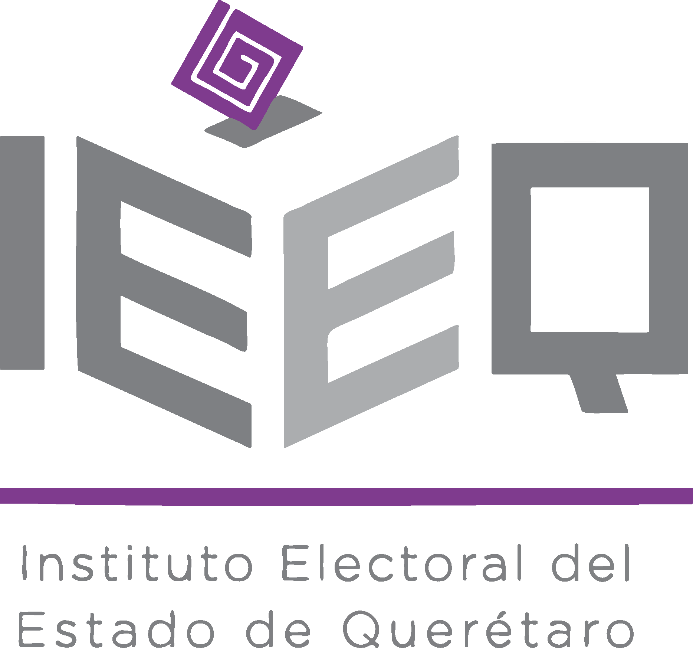 IEEQ
Instituto Electoral del
Estado de Querétaro